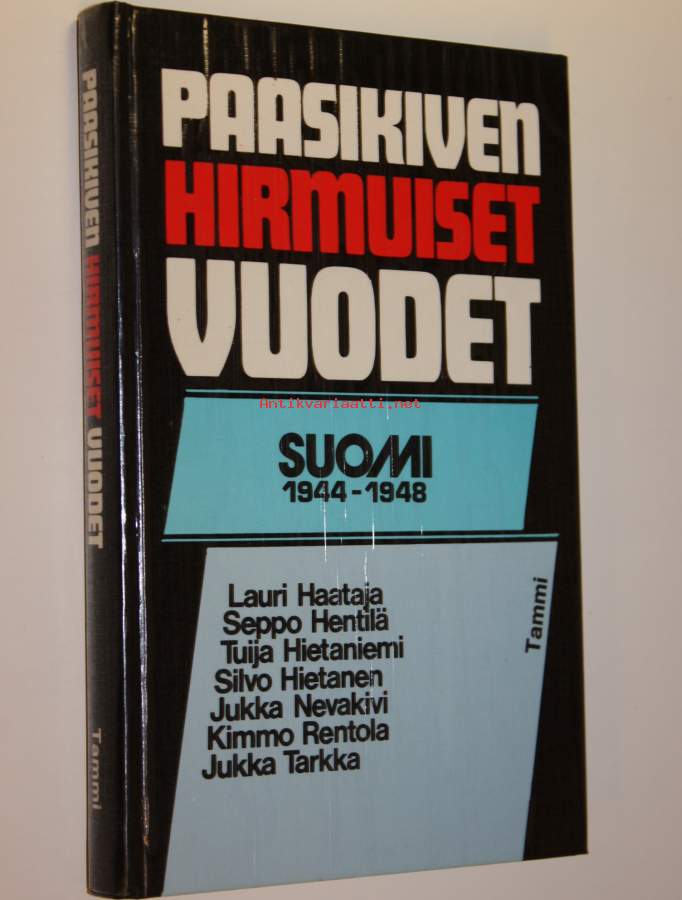 PAASIKIVEN HIRMUISET VUODET
Tammi
PAASIKIVEN
HIRMUISET
VUODET
Antikvariaatti.net
SUOMI
1944-1948
Lauri Haataja
Seppo Hentilä
Tuija Hietaniemi
Silvo Hietanen
Jukka Nevakivi
Kimmo Rentola
Jukka Tarkka
Tammi